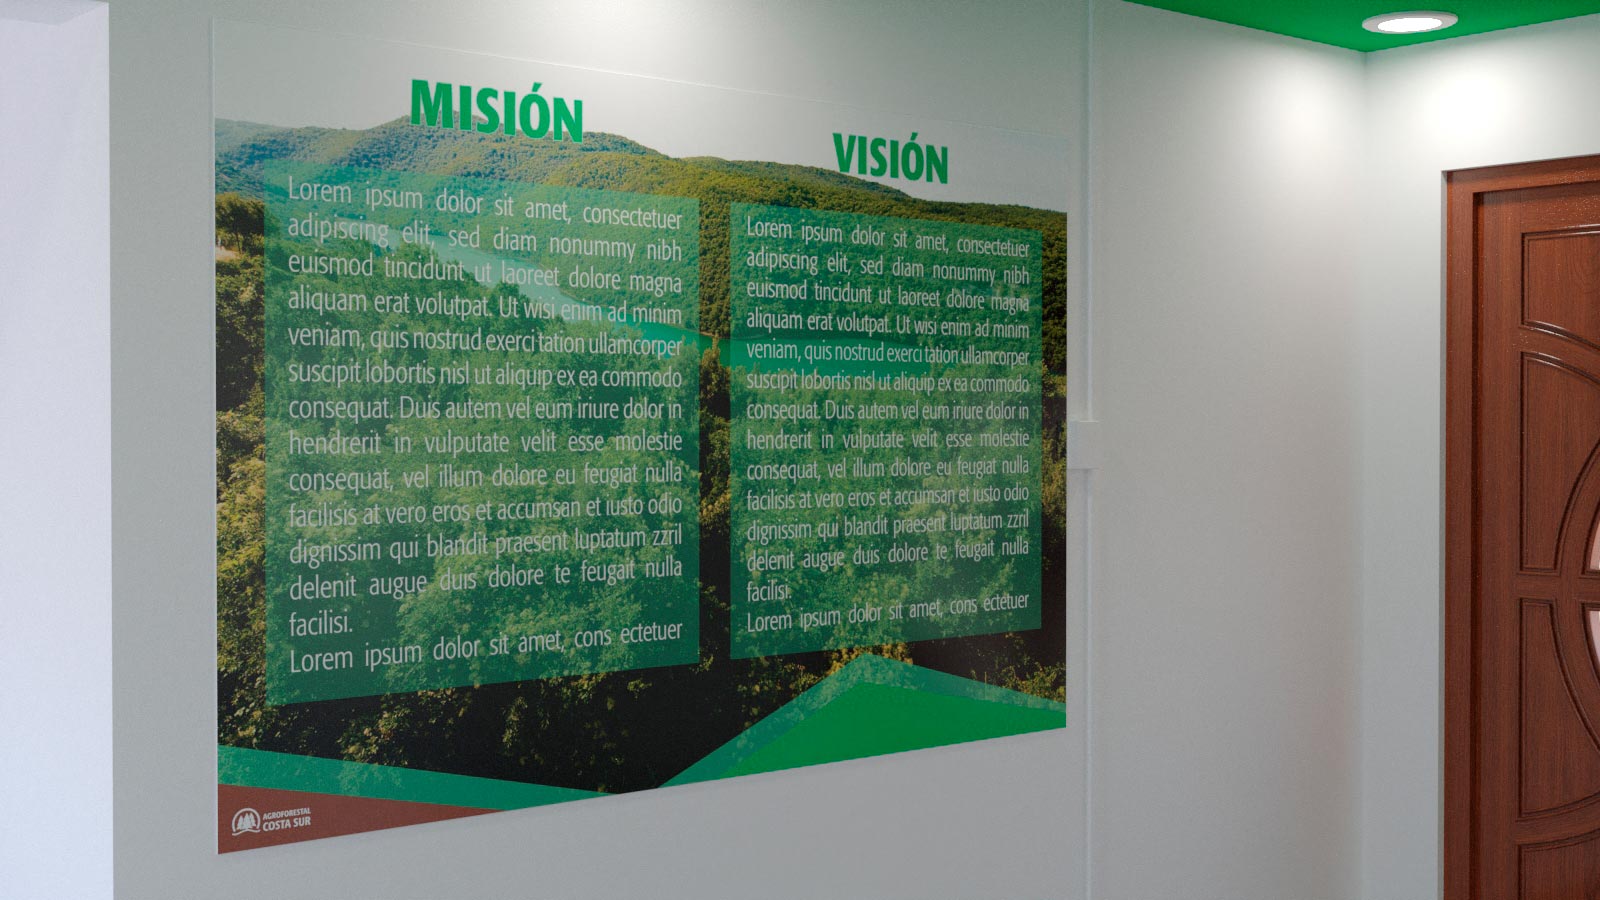 MISIÓN
Lorem ipsum dolor sit amet, consectetuer
adipiscing elit, sed diam nonummy nibh
euismod tincidunt ut laoreet dolore magna
aliquam erat volutpat. Ut wisi enim ad minim
veniam, quis nostrud exerci tation ullamcorper
suscipit lobortis nisl ut aliquip ex ea commodo
consequat. Duis autem vel eum iriure dolor in
hendrerit in vulputate velit esse molestie
consequat, vel illum dolore eu feugiat nulla
facilisis at vero eros et accumsan et iusto odio
dignissim qui blandit praesent luptatum zzril
delenit augue duis dolore te feugait nulla
facilisi.
Lorem ipsum dolor sit amet, cons ectetuer
VISIÓN
Lorem ipsum dolor sit amet, consectetuer
adipiscing elit, sed diam nonummy nibh
euismod tincidunt ut laoreet dolore magna
aliquam erat volutpat. Ut wisi enim ad minim
veniam, quis nostrud exerci tation ullamcorper
suscipit lobortis nisl ut aliquip ex ea commodo
consequat. Duis autem vel eum iriure dolor in
hendrerit in vulputate velit esse molestie
consequat, vel illum dolore eu feugiat nulla
facilisis at vero eros et accumsan et iusto odio
dignissim qui blandit praesent luptatum zzril
delenit augue duis dolore te feugait nulla
facilisi.
Lorem ipsum dolor sit amet, cons ectetuer
AGROFORESTAL
COSTA SUR